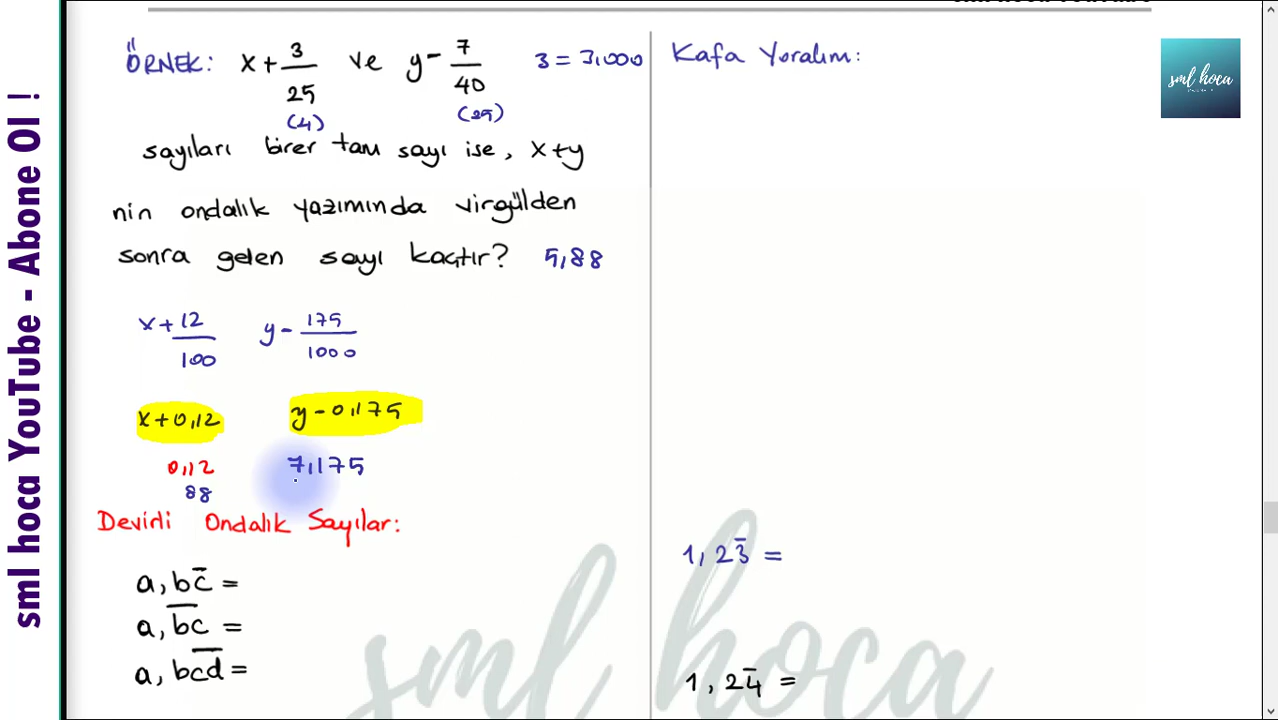 sml hoca YouTube - Abone Ol !
ÖRNEK: x + 3/25 ve y - 7/40 3 = 3,000
(4) (25)
sayıları birer tam sayı ise, x+y
nin ondalık yazımında virgülden
sonra gelen sayı kaçtır? 5,88
x + 12/100 y - 175/1000
x + 0,12 y - 0,175
0,12 7,175
88
Devirli Ondalık Sayılar:
a,bc̅ =
a,b̅c̅ =
a,bc̅d̅ =
Kafa Yoralım:
sml hoca
1,23̅ =
1,24̅ =
sml hoca